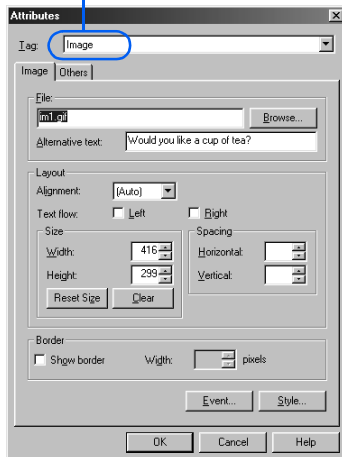 Attributes
Tag: Image
Image Others
File:
im1.gif Browse...
Alternative text: Would you like a cup of tea?
Layout
Alignment: (Auto)
Text flow: Left Right
Size Spacing
Width: 416 Horizontal:
Height: 299 Vertical:
Reset Size Clear
Border
Show border Width: pixels
Event... Style...
OK Cancel Help